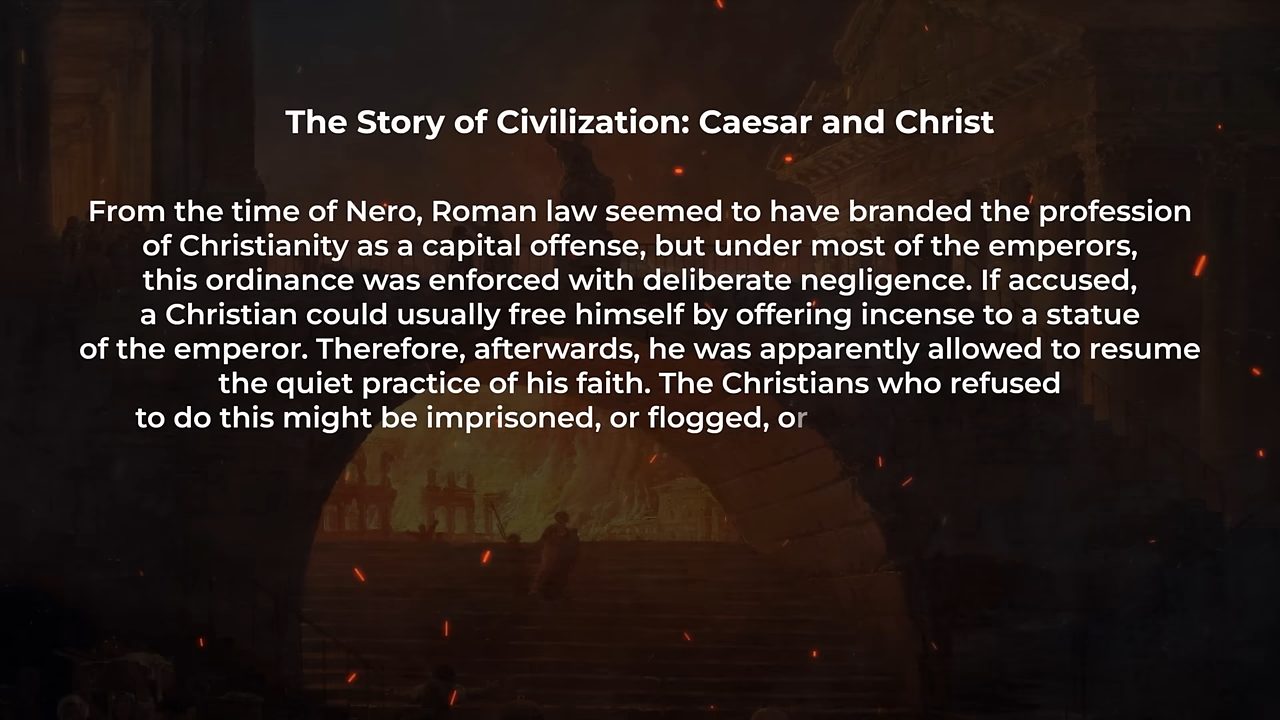 The Story of Civilization: Caesar and Christ
From the time of Nero, Roman law seemed to have branded the profession
of Christianity as a capital offense, but under most of the emperors,
this ordinance was enforced with deliberate negligence. If accused,
a Christian could usually free himself by offering incense to a statue
of the emperor. Therefore, afterwards, he was apparently allowed to resume
the quiet practice of his faith. The Christians who refused
to do this might be imprisoned, or flogged, or